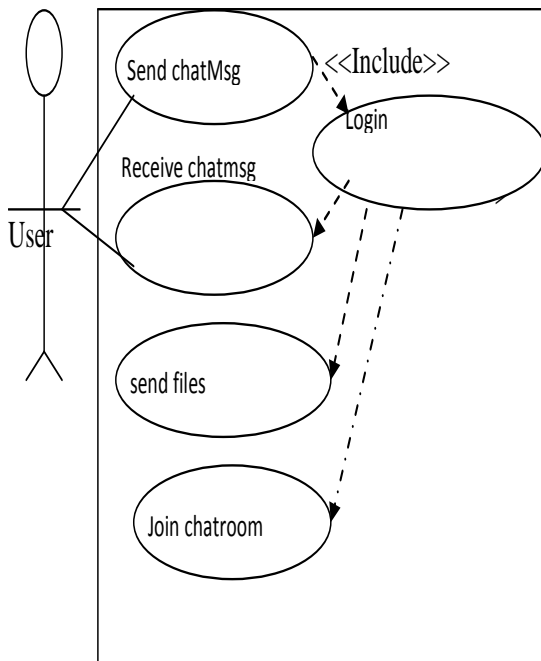 Send chatMsg
<<Include>>
Login
Receive chatmsg
User
send files
Join chatroom